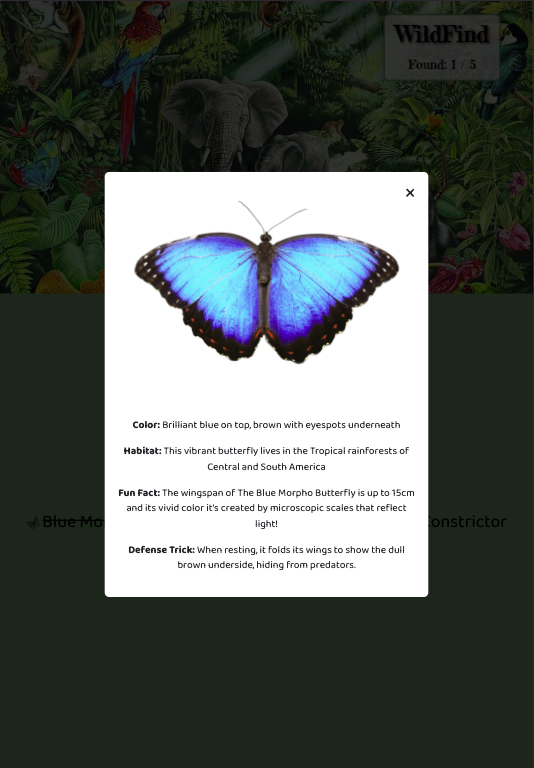 WildFind
Found: 1 / 5
×
Color: Brilliant blue on top, brown with eyespots underneath
Habitat: This vibrant butterfly lives in the Tropical rainforests of
Central and South America
Fun Fact: The wingspan of The Blue Morpho Butterfly is up to 15cm
and its vivid color it's created by microscopic scales that reflect
light!
Defense Trick: When resting, it folds its wings to show the dull
brown underside, hiding from predators.
Blue Mo
Constrictor